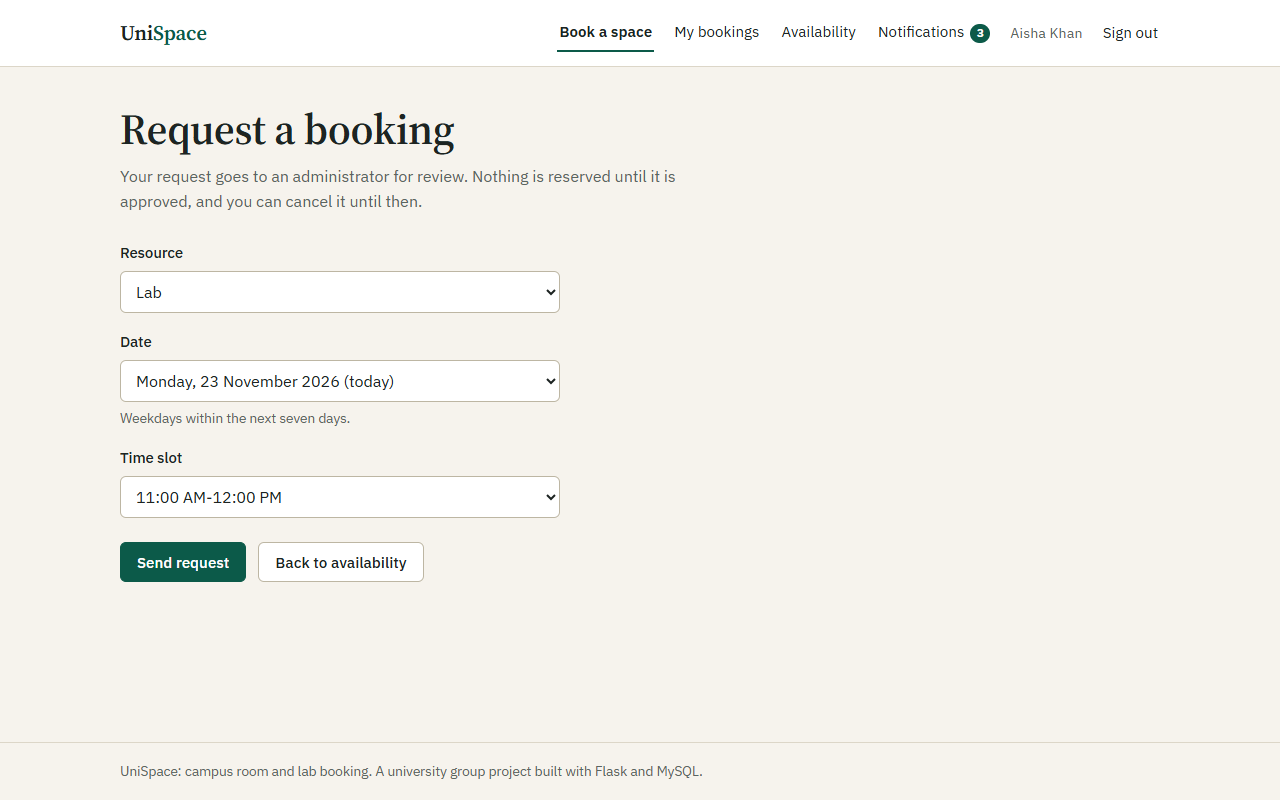 UniSpace
Book a space
My bookings
Availability
Notifications 3
Aisha Khan
Sign out
Request a booking
Your request goes to an administrator for review. Nothing is reserved until it is
approved, and you can cancel it until then.
Resource
Lab
Date
Monday, 23 November 2026 (today)
Weekdays within the next seven days.
Time slot
11:00 AM-12:00 PM
Send request
Back to availability
UniSpace: campus room and lab booking. A university group project built with Flask and MySQL.